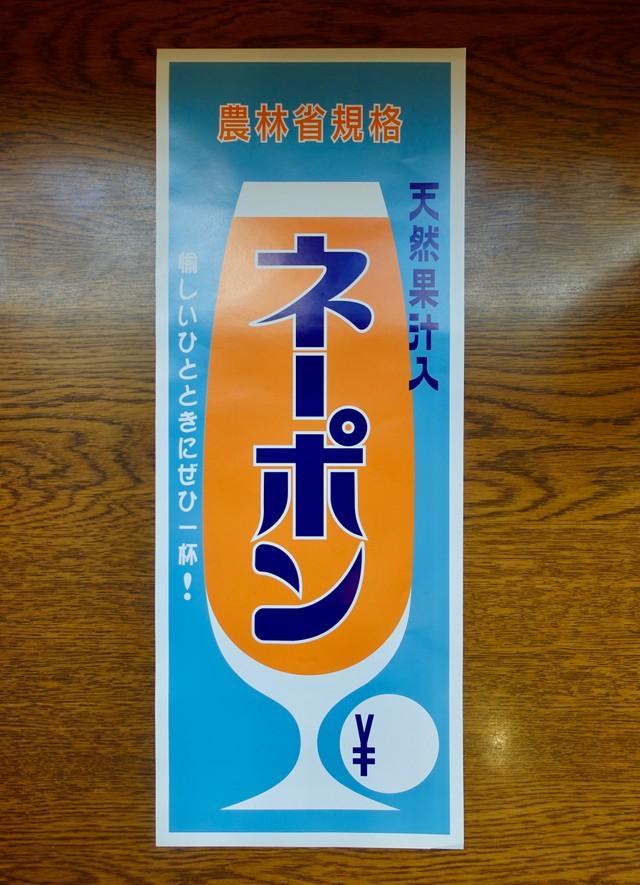 農林省規格
天然果汁入
ネーポン
愉しいひとときにぜひ一杯!
¥